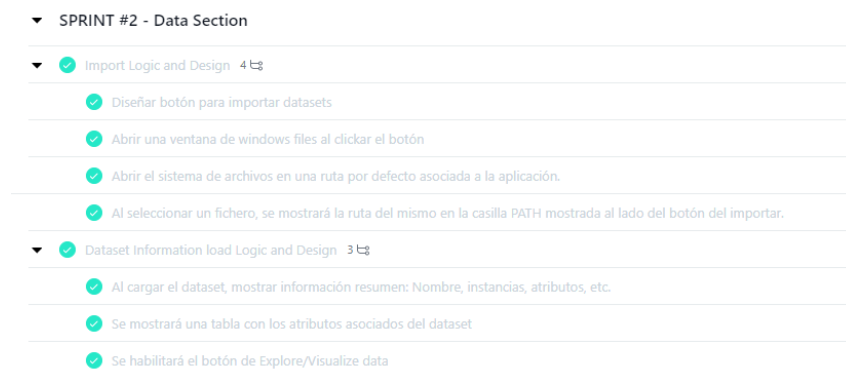 SPRINT #2 - Data Section
Import Logic and Design 4
Diseñar botón para importar datasets
Abrir una ventana de windows files al clickar el botón
Abrir el sistema de archivos en una ruta por defecto asociada a la aplicación.
Al seleccionar un fichero, se mostrará la ruta del mismo en la casilla PATH mostrada al lado del botón del importar.
Dataset Information load Logic and Design 3
Al cargar el dataset, mostrar información resumen: Nombre, instancias, atributos, etc.
Se mostrará una tabla con los atributos asociados del dataset
Se habilitará el botón de Explore/Visualize data